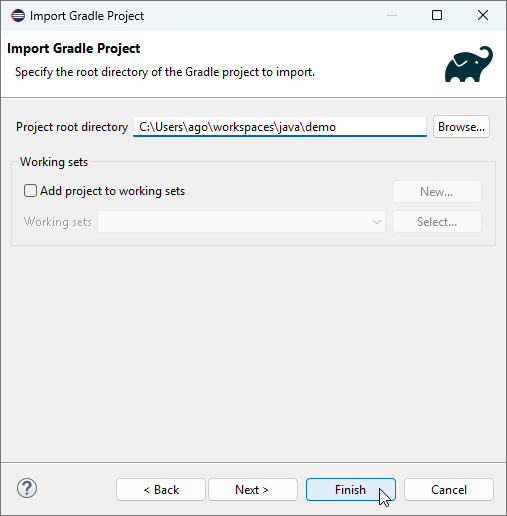 Import Gradle Project
Import Gradle Project
Specify the root directory of the Gradle project to import.
Project root directory C:\Users\ago\workspaces\java\demo Browse...
Working sets
Add project to working sets New...
Working sets Select...
? < Back Next > Finish Cancel